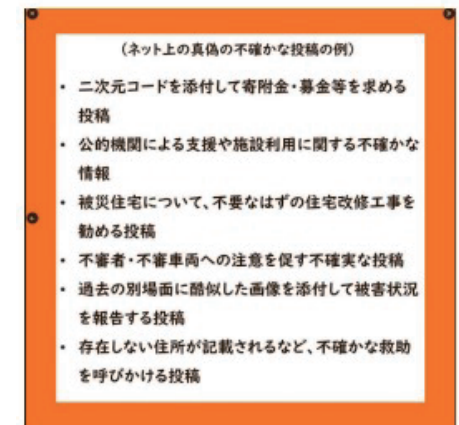 (ネット上の真偽の不確かな投稿の例)
・ 二次元コードを添付して寄附金・募金等を求める
投稿
・ 公的機関による支援や施設利用に関する不確かな
情報
・ 被災住宅について、不要なはずの住宅改修工事を
勧める投稿
・ 不審者・不審車両への注意を促す不確実な投稿
・ 過去の別場面に酷似した画像を添付して被害状況
を報告する投稿
・ 存在しない住所が記載されるなど、不確かな救助
を呼びかける投稿